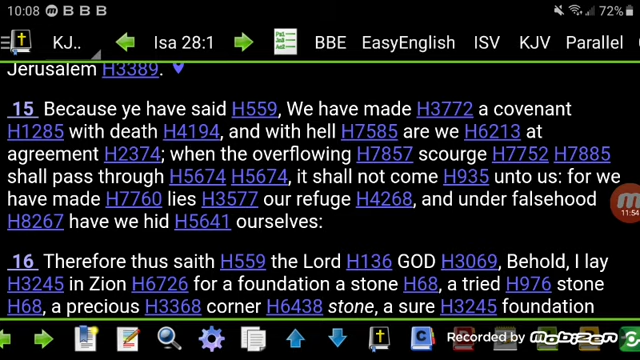 10:08 B B B 72%
KJ.. Isa 28:1 BBE EasyEnglish ISV KJV Parallel
Jerusalem H3389.
15 Because ye have said H559, We have made H3772 a covenant
H1285 with death H4194, and with hell H7585 are we H6213 at
agreement H2374; when the overflowing H7857 scourge H7752 H7885
shall pass through H5674 H5674, it shall not come H935 unto us: for we
have made H7760 lies H3577 our refuge H4268, and under falsehood
11:54
H8267 have we hid H5641 ourselves:
16 Therefore thus saith H559 the Lord H136 GOD H3069, Behold, I lay
H3245 in Zion H6726 for a foundation a stone H68, a tried H976 stone
H68, a precious H3368 corner H6438 stone, a sure H3245 foundation
C Recorded by mobizen